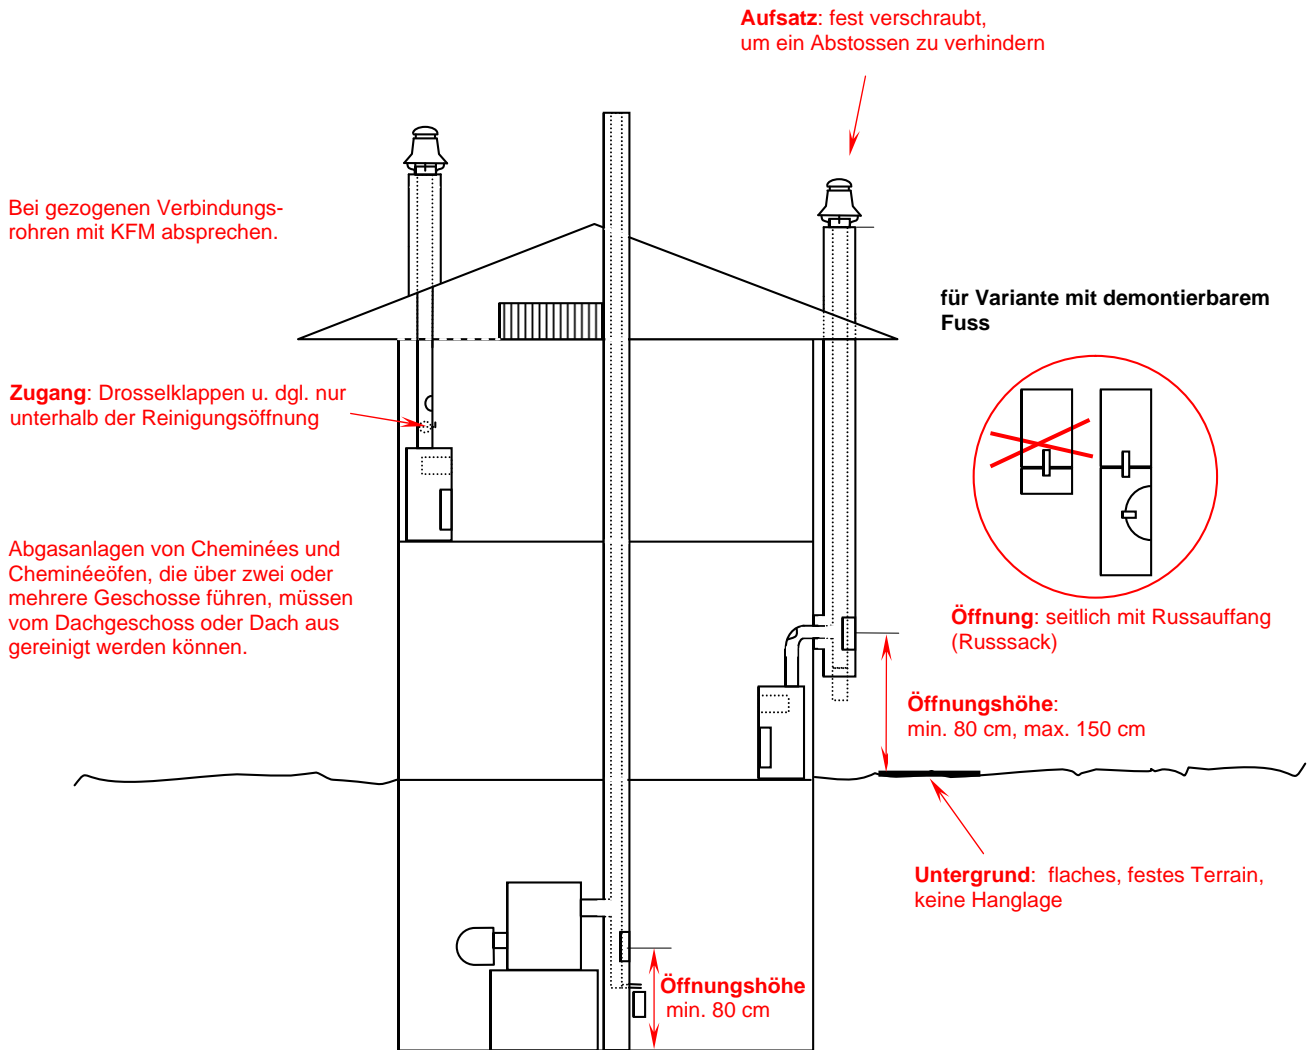 Aufsatz: fest verschraubt,
um ein Abstossen zu verhindern
Bei gezogenen Verbindungs-
rohren mit KFM absprechen.
für Variante mit demontierbarem
Fuss
Zugang: Drosselklappen u. dgl. nur
unterhalb der Reinigungsöffnung
Abgasanlagen von Cheminées und
Cheminéeöfen, die über zwei oder
mehrere Geschosse führen, müssen
vom Dachgeschoss oder Dach aus
gereinigt werden können.
Öffnung: seitlich mit Russauffang
(Russsack)
Öffnungshöhe:
min. 80 cm, max. 150 cm
Untergrund: flaches, festes Terrain,
keine Hanglage
Öffnungshöhe
min. 80 cm